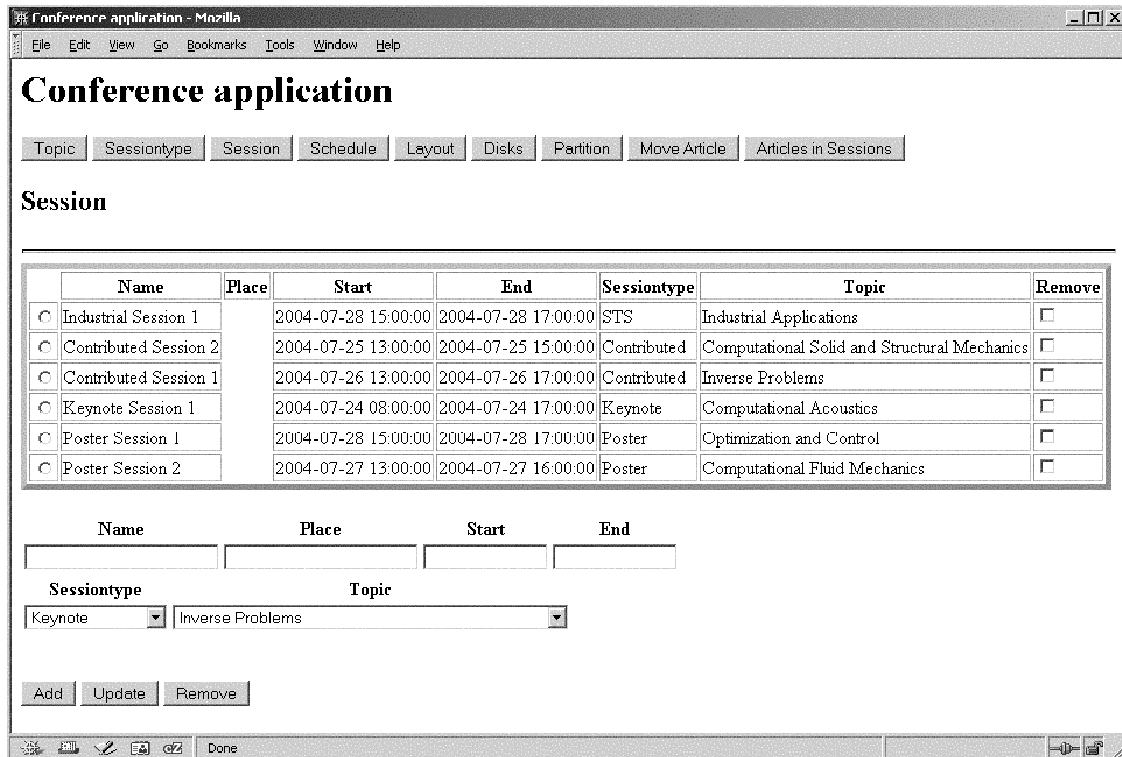 Conference application - Mozilla
File Edit View Go Bookmarks Tools Window Help
Conference application
Topic Sessiontype Session Schedule Layout Disks Partition Move Article Articles in Sessions
Session
Name Place Start End Sessiontype Topic Remove
Industrial Session 1 2004-07-28 15:00:00 2004-07-28 17:00:00 STS Industrial Applications
Contributed Session 2 2004-07-25 13:00:00 2004-07-25 15:00:00 Contributed Computational Solid and Structural Mechanics
Contributed Session 1 2004-07-26 13:00:00 2004-07-26 17:00:00 Contributed Inverse Problems
Keynote Session 1 2004-07-24 08:00:00 2004-07-24 17:00:00 Keynote Computational Acoustics
Poster Session 1 2004-07-28 15:00:00 2004-07-28 17:00:00 Poster Optimization and Control
Poster Session 2 2004-07-27 13:00:00 2004-07-27 16:00:00 Poster Computational Fluid Mechanics
Name Place Start End
Sessiontype Topic
Keynote Inverse Problems
Add Update Remove
Done